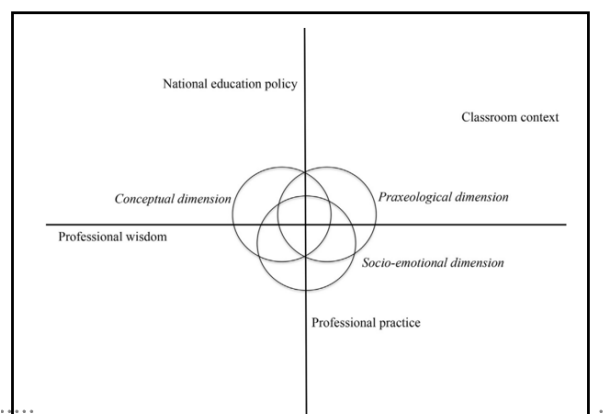 National education policy
Classroom context
Conceptual dimension
Praxeological dimension
Professional wisdom
Socio-emotional dimension
Professional practice